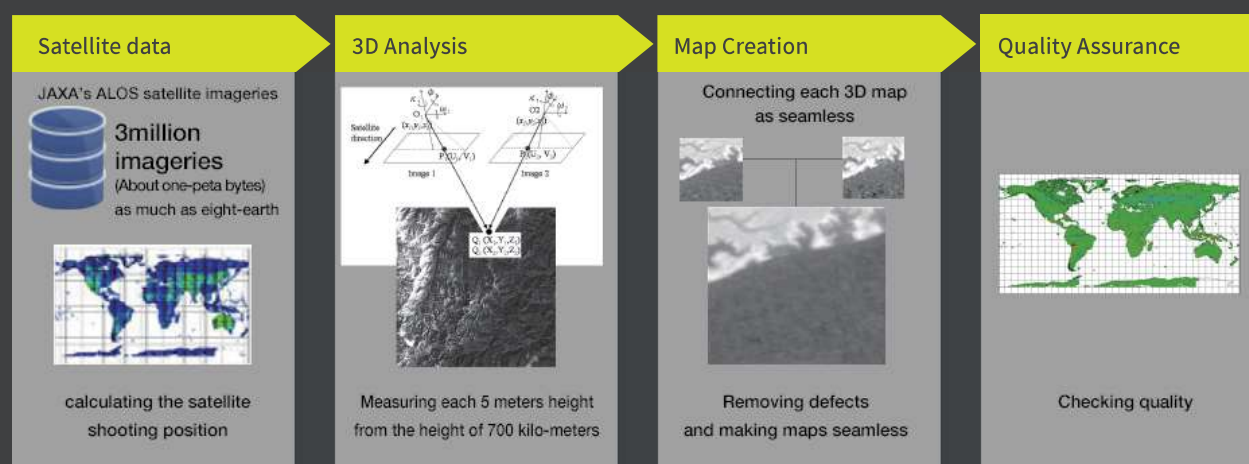 Satellite data
JAXA's ALOS satellite imageries
3million
imageries
(About one-peta bytes)
as much as eight-earth
calculating the satellite
shooting position
3D Analysis
Satellite
direction
Image 1
Image 2
Measuring each 5 meters height
from the height of 700 kilo-meters
Map Creation
Connecting each 3D map
as seamless
Removing defects
and making maps seamless
Quality Assurance
Checking quality